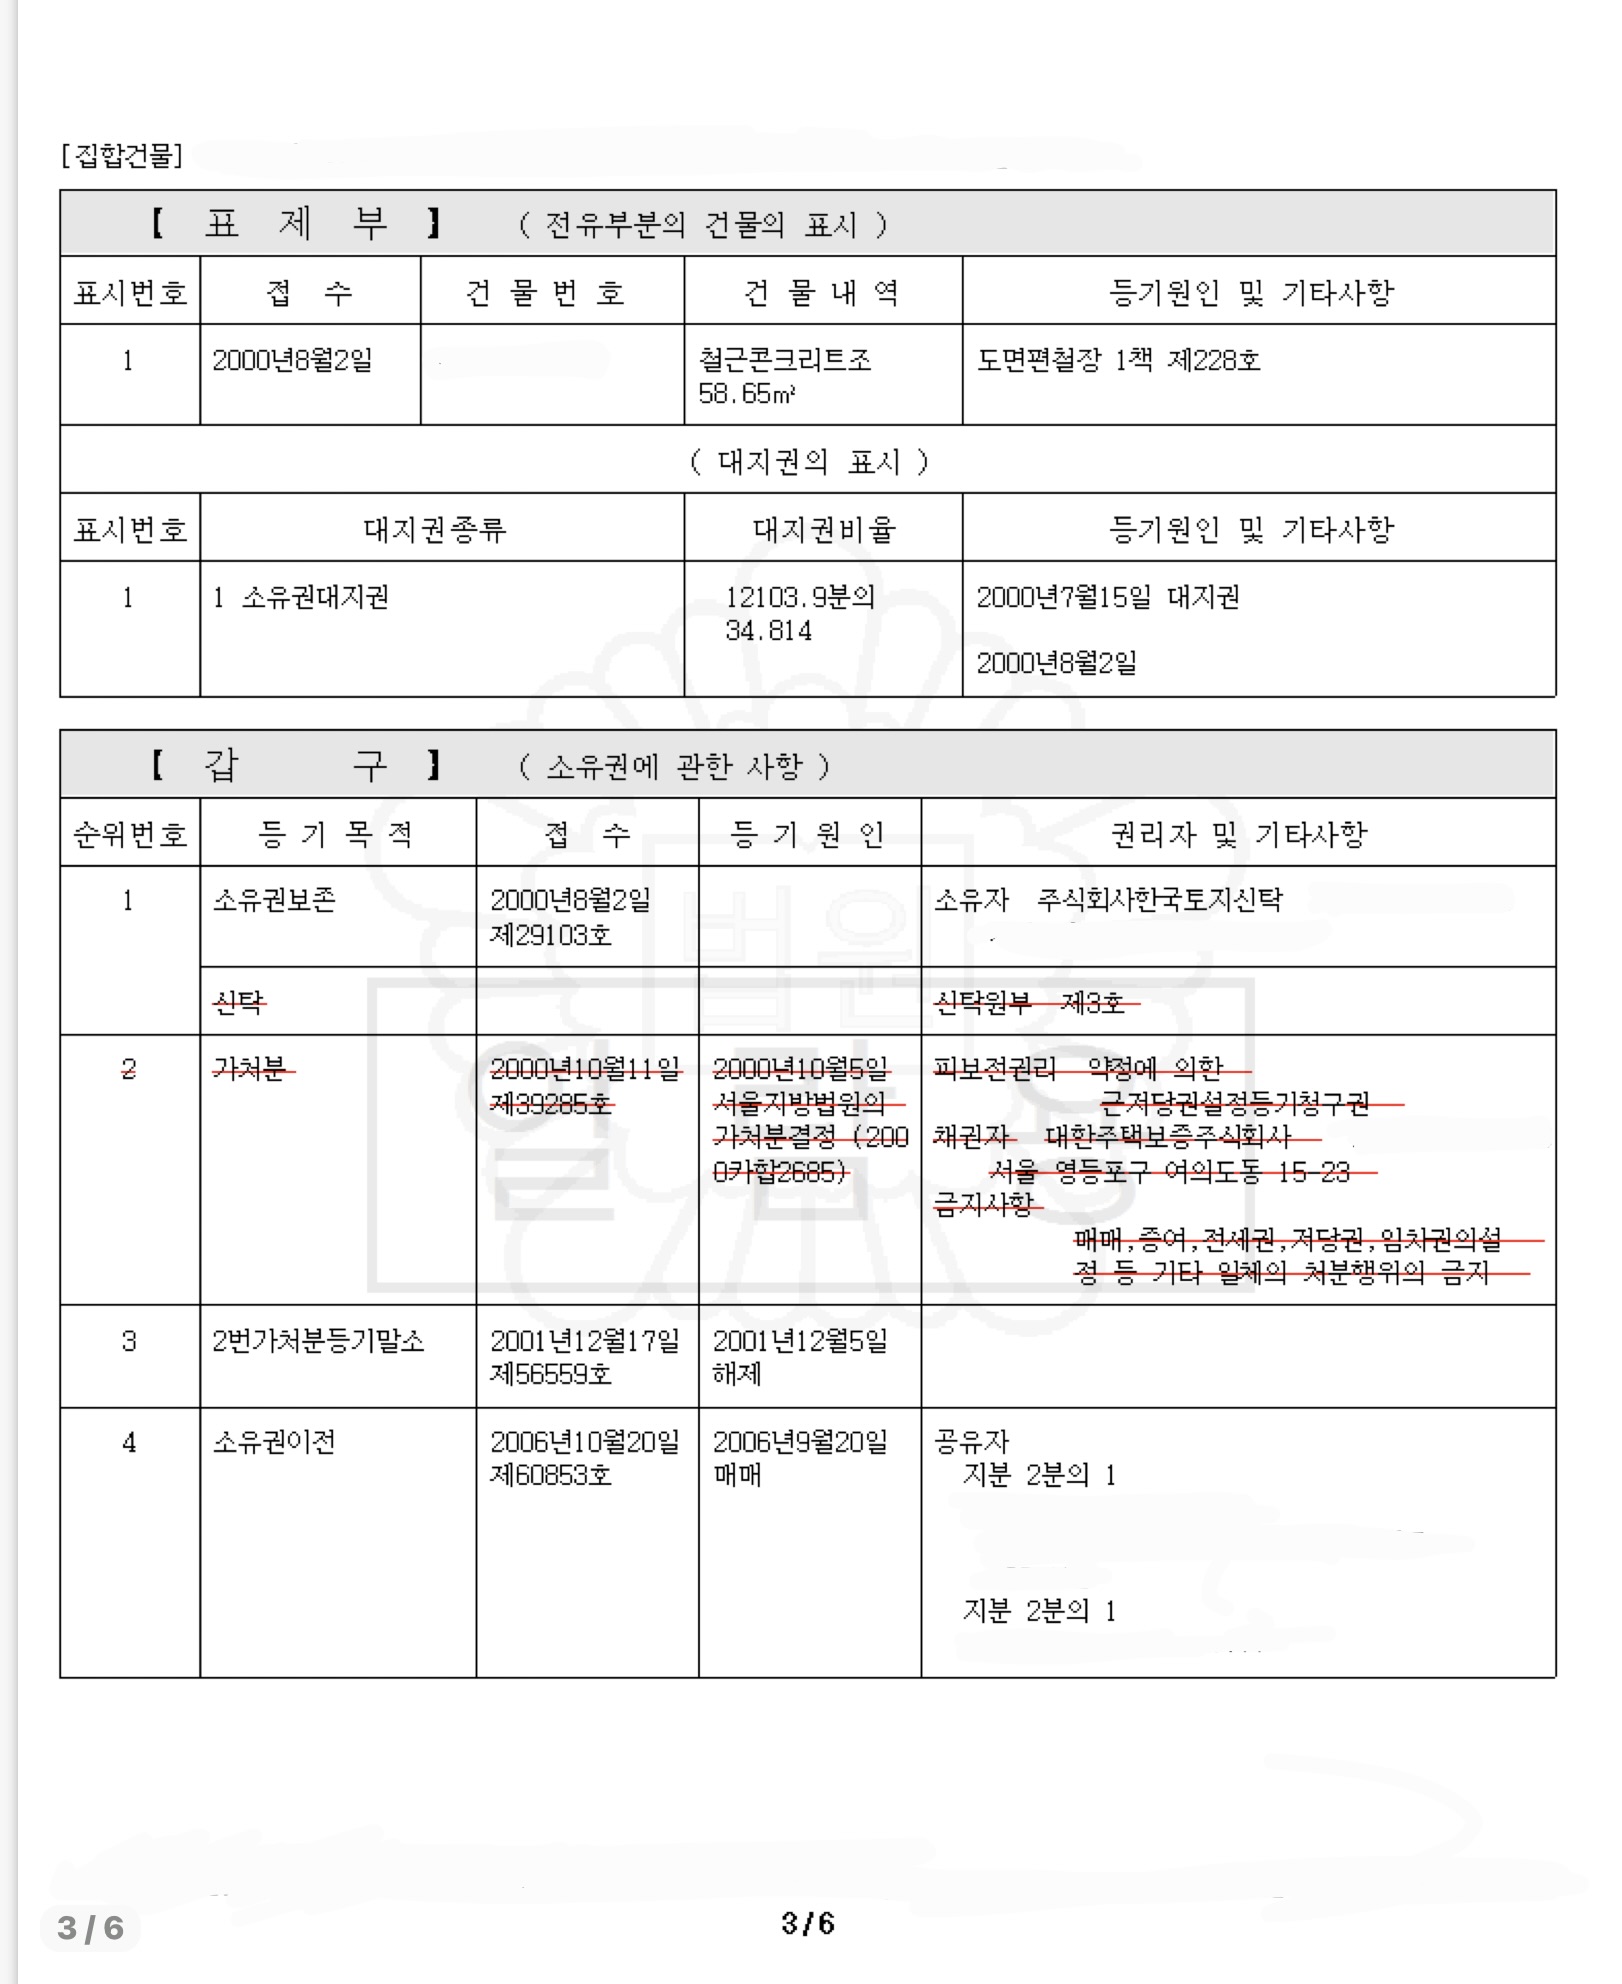 [집합건물]
【 표 제 부 】 ( 전유부분의 건물의 표시 )
표시번호 접 수 건 물 번 호 건 물 내 역 등기원인 및 기타사항
1 2000년8월2일 철근콘크리트조 도면편철장 1책 제228호
58.65㎡
( 대지권의 표시 )
표시번호 대지권종류 대지권비율 등기원인 및 기타사항
1 1 소유권대지권 12103.9분의 2000년7월15일 대지권
34.814
2000년8월2일
【 갑 구 】 ( 소유권에 관한 사항 )
순위번호 등 기 목 적 접 수 등 기 원 인 권리자 및 기타사항
1 소유권보존 2000년8월2일 소유자 주식회사한국토지신탁
제29103호
신탁 신탁원부 제3호
2 가처분 2000년10월11일 2000년10월5일 피보전권리 약정에 의한
제39285호 서울지방법원의 근저당권설정등기청구권
가처분결정 (200 채권자 대한주택보증주식회사
0카합2685) 서울 영등포구 여의도동 15-23
금지사항
매매,증여,전세권,저당권,임차권의설
정 등 기타 일체의 처분행위의 금지
3 2번가처분등기말소 2001년12월17일 2001년12월5일
제56559호 해제
4 소유권이전 2006년10월20일 2006년9월20일 공유자
제60853호 매매 지분 2분의 1
지분 2분의 1
법원
열람용
3/6
3/6